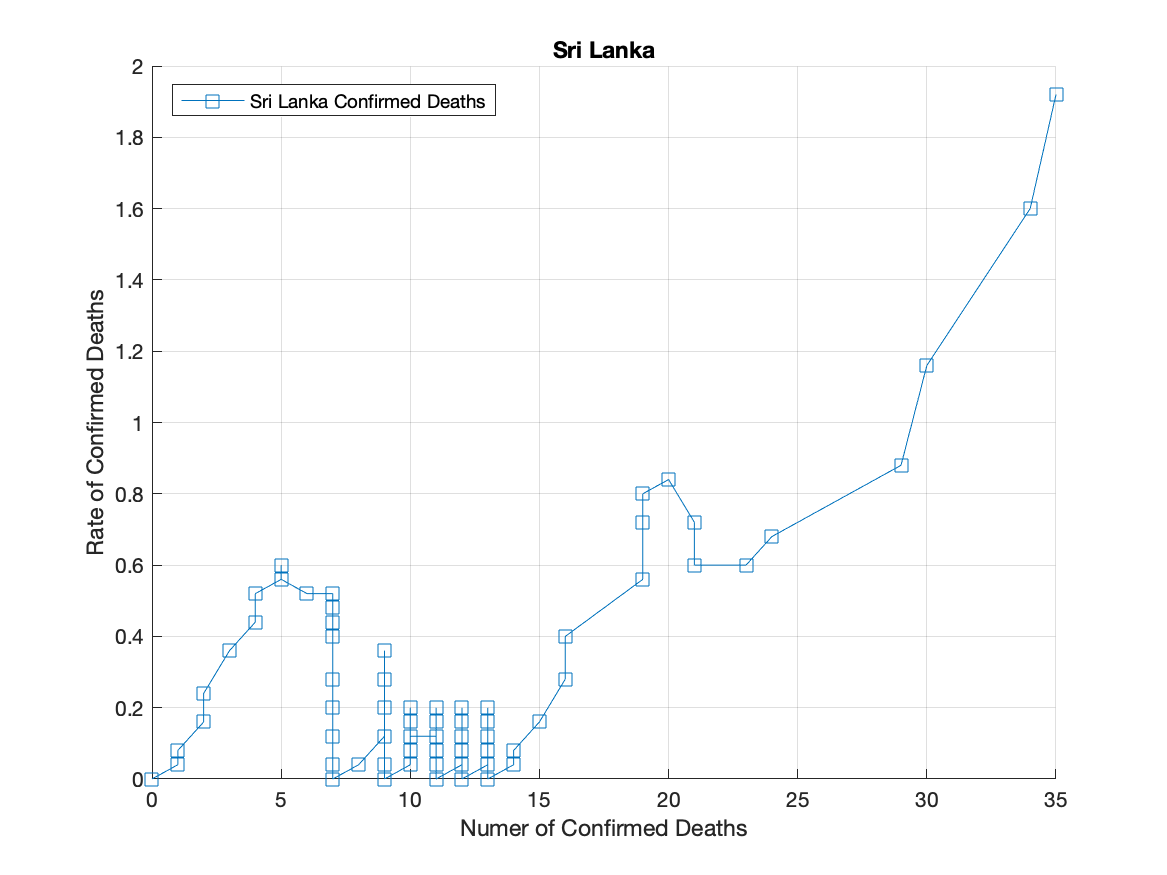 Sri Lanka
Sri Lanka Confirmed Deaths
2
1.8
1.6
1.4
1.2
1
0.8
0.6
0.4
0.2
0
Rate of Confirmed Deaths
0 5 10 15 20 25 30 35
Numer of Confirmed Deaths